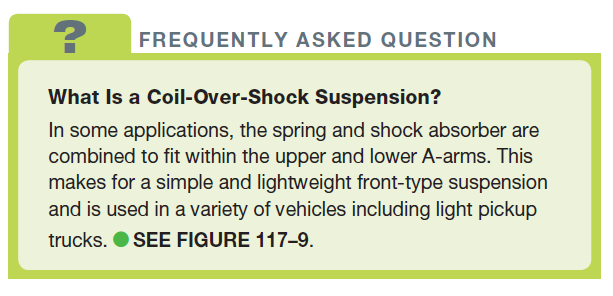 ?
FREQUENTLY ASKED QUESTION
What Is a Coil-Over-Shock Suspension?
In some applications, the spring and shock absorber are
combined to fit within the upper and lower A-arms. This
makes for a simple and lightweight front-type suspension
and is used in a variety of vehicles including light pickup
trucks. ● SEE FIGURE 117–9.